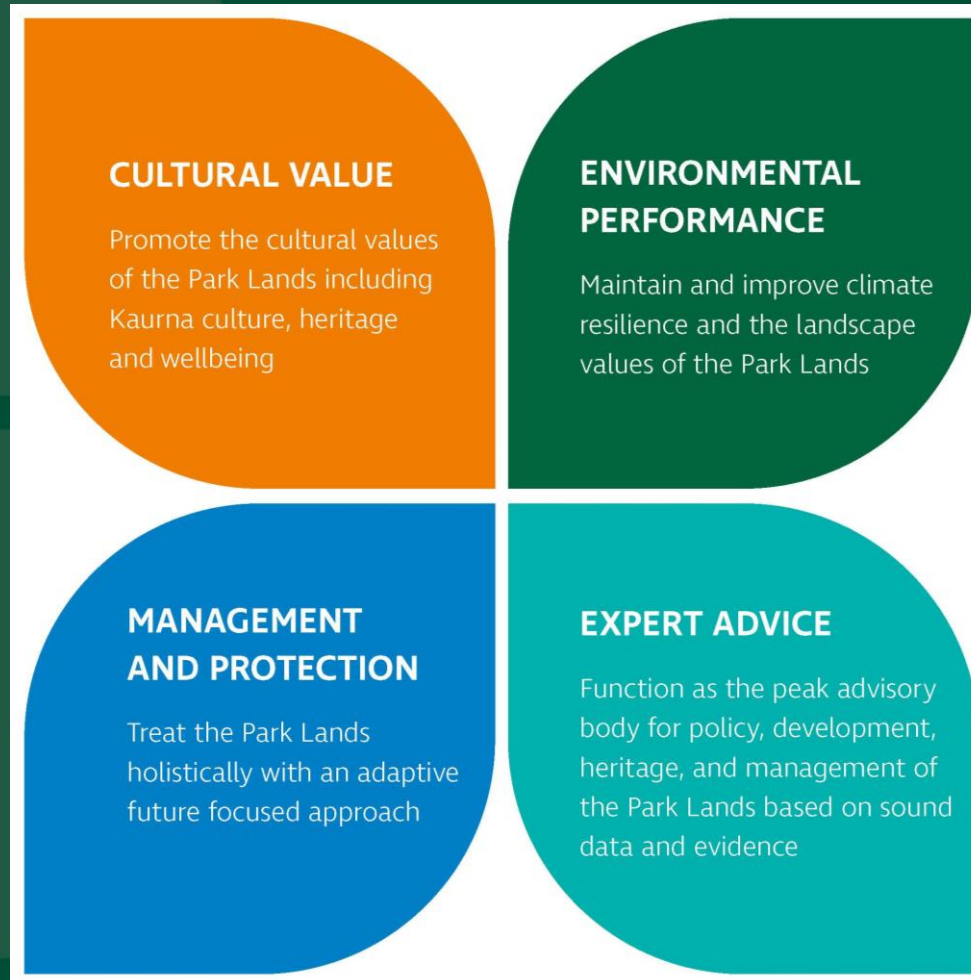 CULTURAL VALUE
Promote the cultural values
of the Park Lands including
Kaurna culture, heritage
and wellbeing
ENVIRONMENTAL
PERFORMANCE
Maintain and improve climate
resilience and the landscape
values of the Park Lands
MANAGEMENT
AND PROTECTION
Treat the Park Lands
holistically with an adaptive
future focused approach
EXPERT ADVICE
Function as the peak advisory
body for policy, development,
heritage, and management of
the Park Lands based on sound
data and evidence